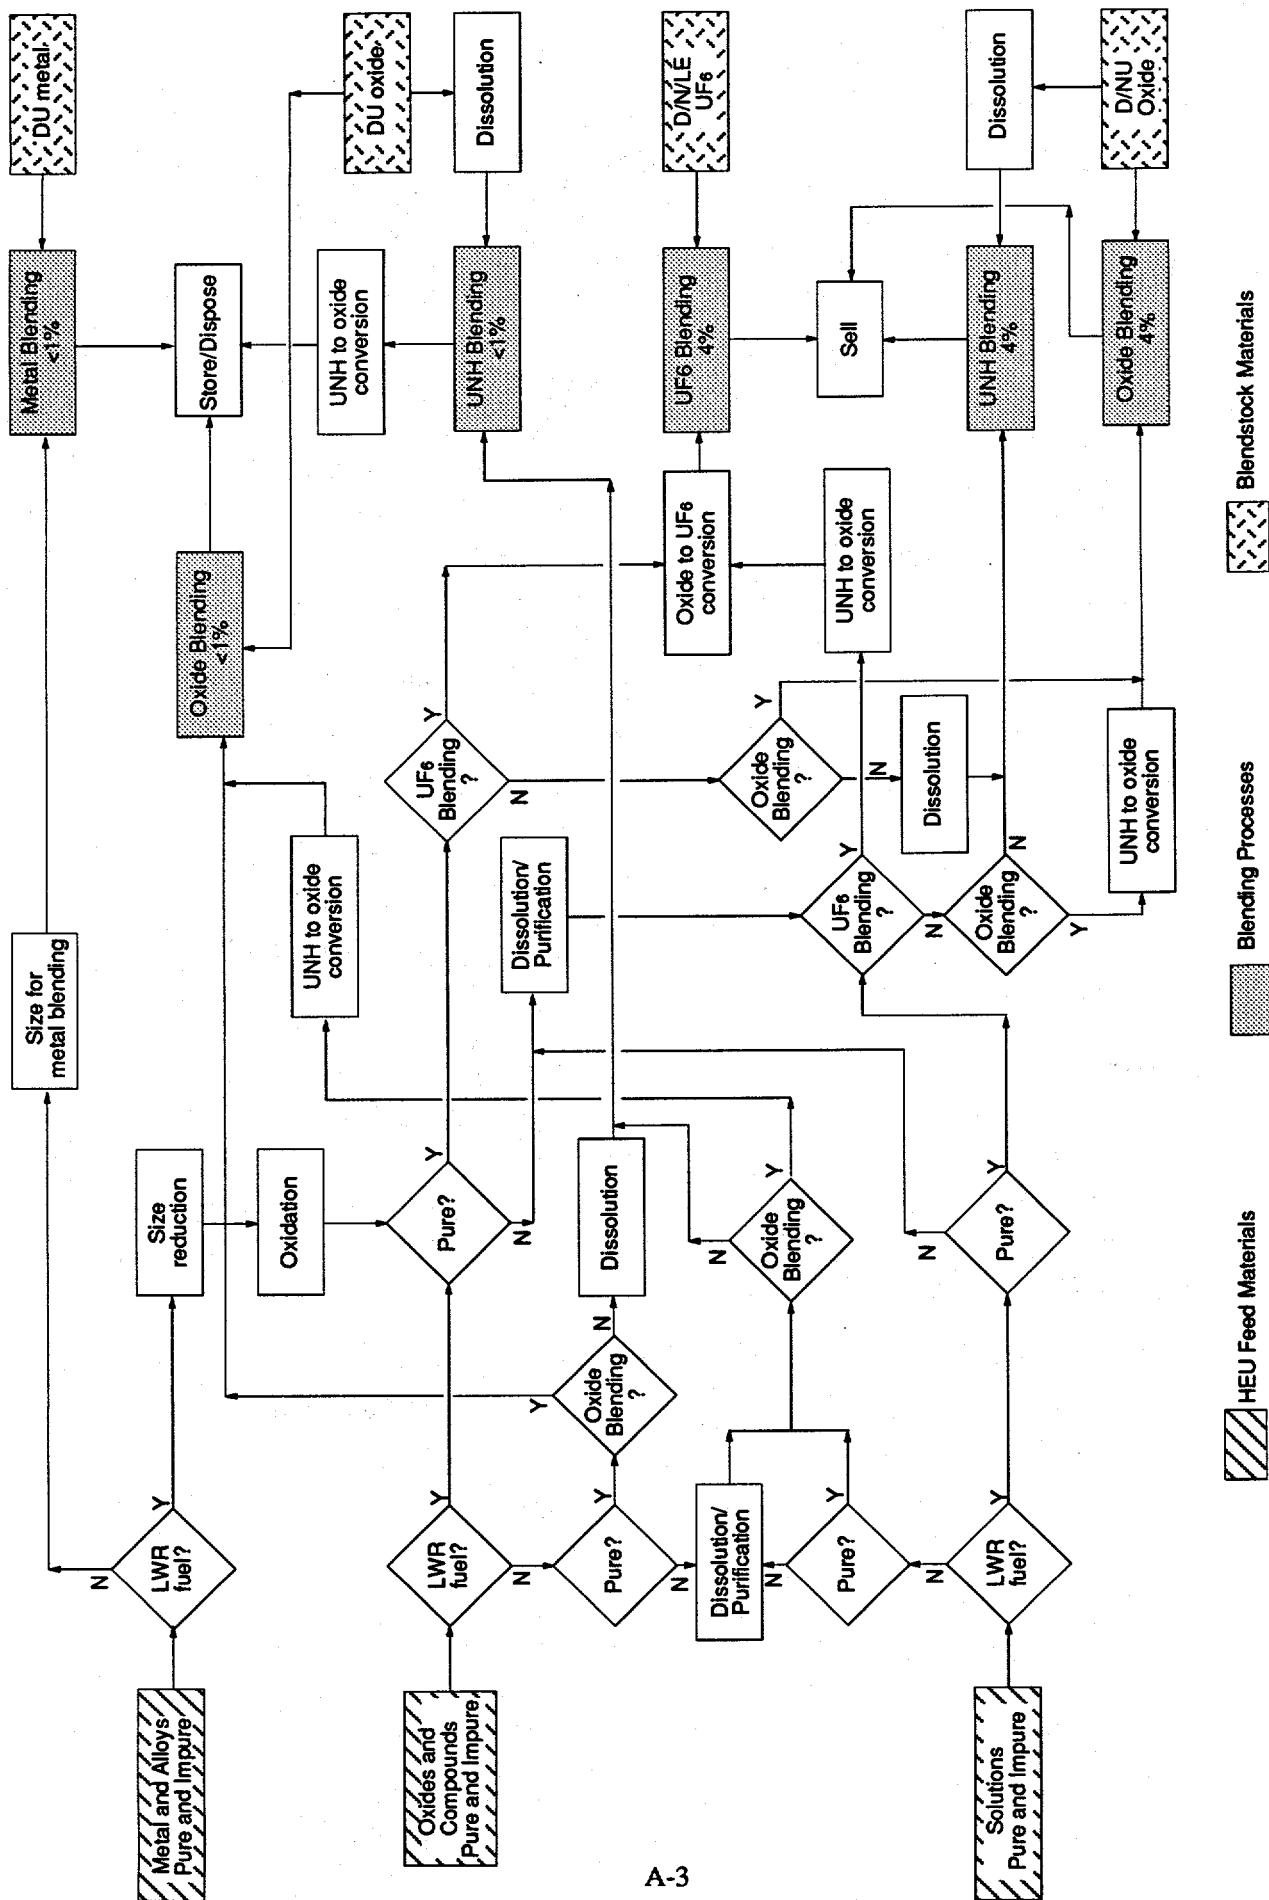 Metal and Alloys
Pure and Impure
LWR
fuel?
N
Y
Size for
metal blending
Metal Blending
<1%
DU metal
Size
reduction
Oxidation
Oxide Blending
<1%
Store/Dispose
UNH to oxide
conversion
UNH to oxide
conversion
DU oxide
Oxides and
Compounds
Pure and Impure
LWR
fuel?
Y
N
Pure?
Y
N
UF6
Blending
?
Y
N
UNH Blending
<1%
Dissolution
Dissolution/
Purification
Pure?
Y
N
Oxide
Blending
?
Y
N
Dissolution
Dissolution/
Purification
Oxide
Blending
?
N
Y
Oxide to UF6
conversion
UF6 Blending
4%
D/N/LE
UF6
Oxide
Blending
?
Y
N
Pure?
N
Y
UF6
Blending
?
Y
N
UNH to oxide
conversion
Sell
Dissolution
Solutions
Pure and Impure
LWR
fuel?
N
Y
Pure?
N
Y
Oxide
Blending
?
N
Y
UNH Blending
4%
Dissolution
UNH to oxide
conversion
Oxide Blending
4%
D/NU
Oxide
HEU Feed Materials
Blending Processes
Blendstock Materials
A-3